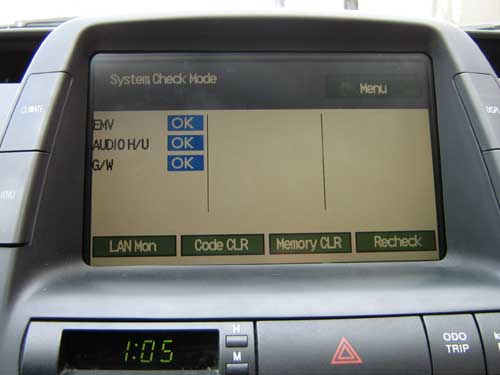 System Check Mode
Menu
CLIMATE
EMV OK
AUDIO H/U OK
G/W OK
LAN Mon Code CLR Memory CLR Recheck
1:05
H
M
ODO
TRIP